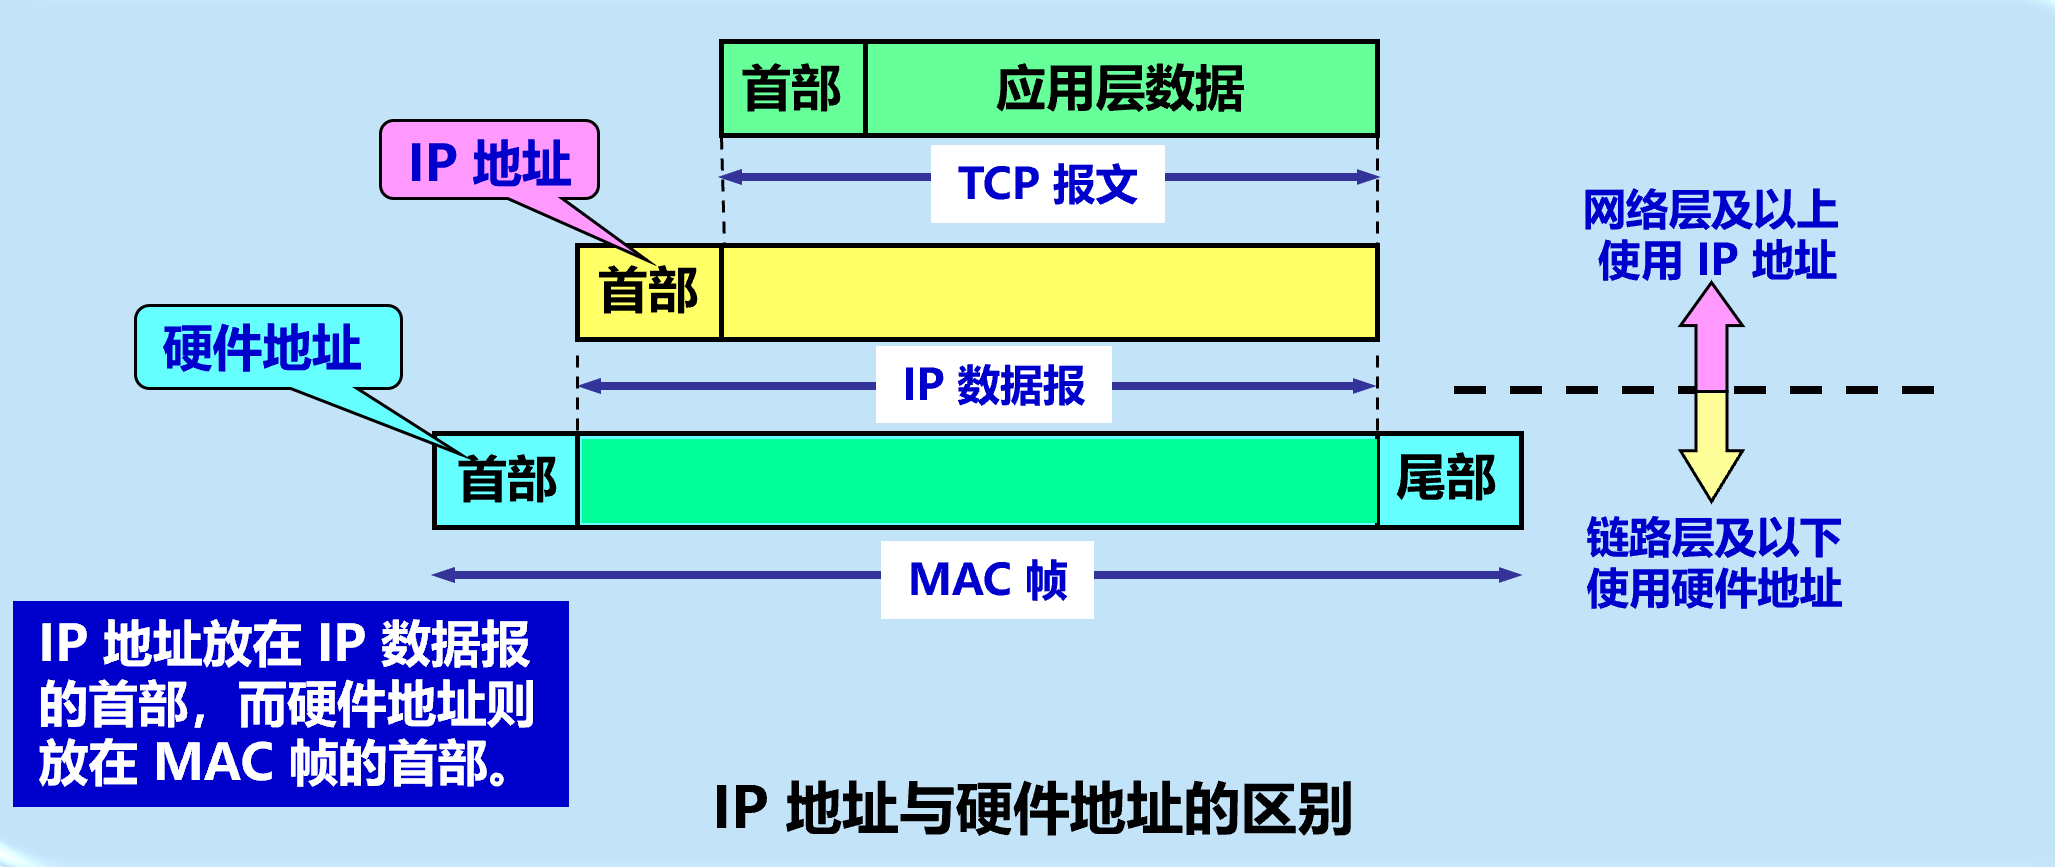 首部
应用层数据
IP 地址
TCP 报文
网络层及以上
使用 IP 地址
首部
硬件地址
IP 数据报
首部
尾部
链路层及以下
使用硬件地址
MAC 帧
IP 地址放在 IP 数据报
的首部，而硬件地址则
放在 MAC 帧的首部。
IP 地址与硬件地址的区别